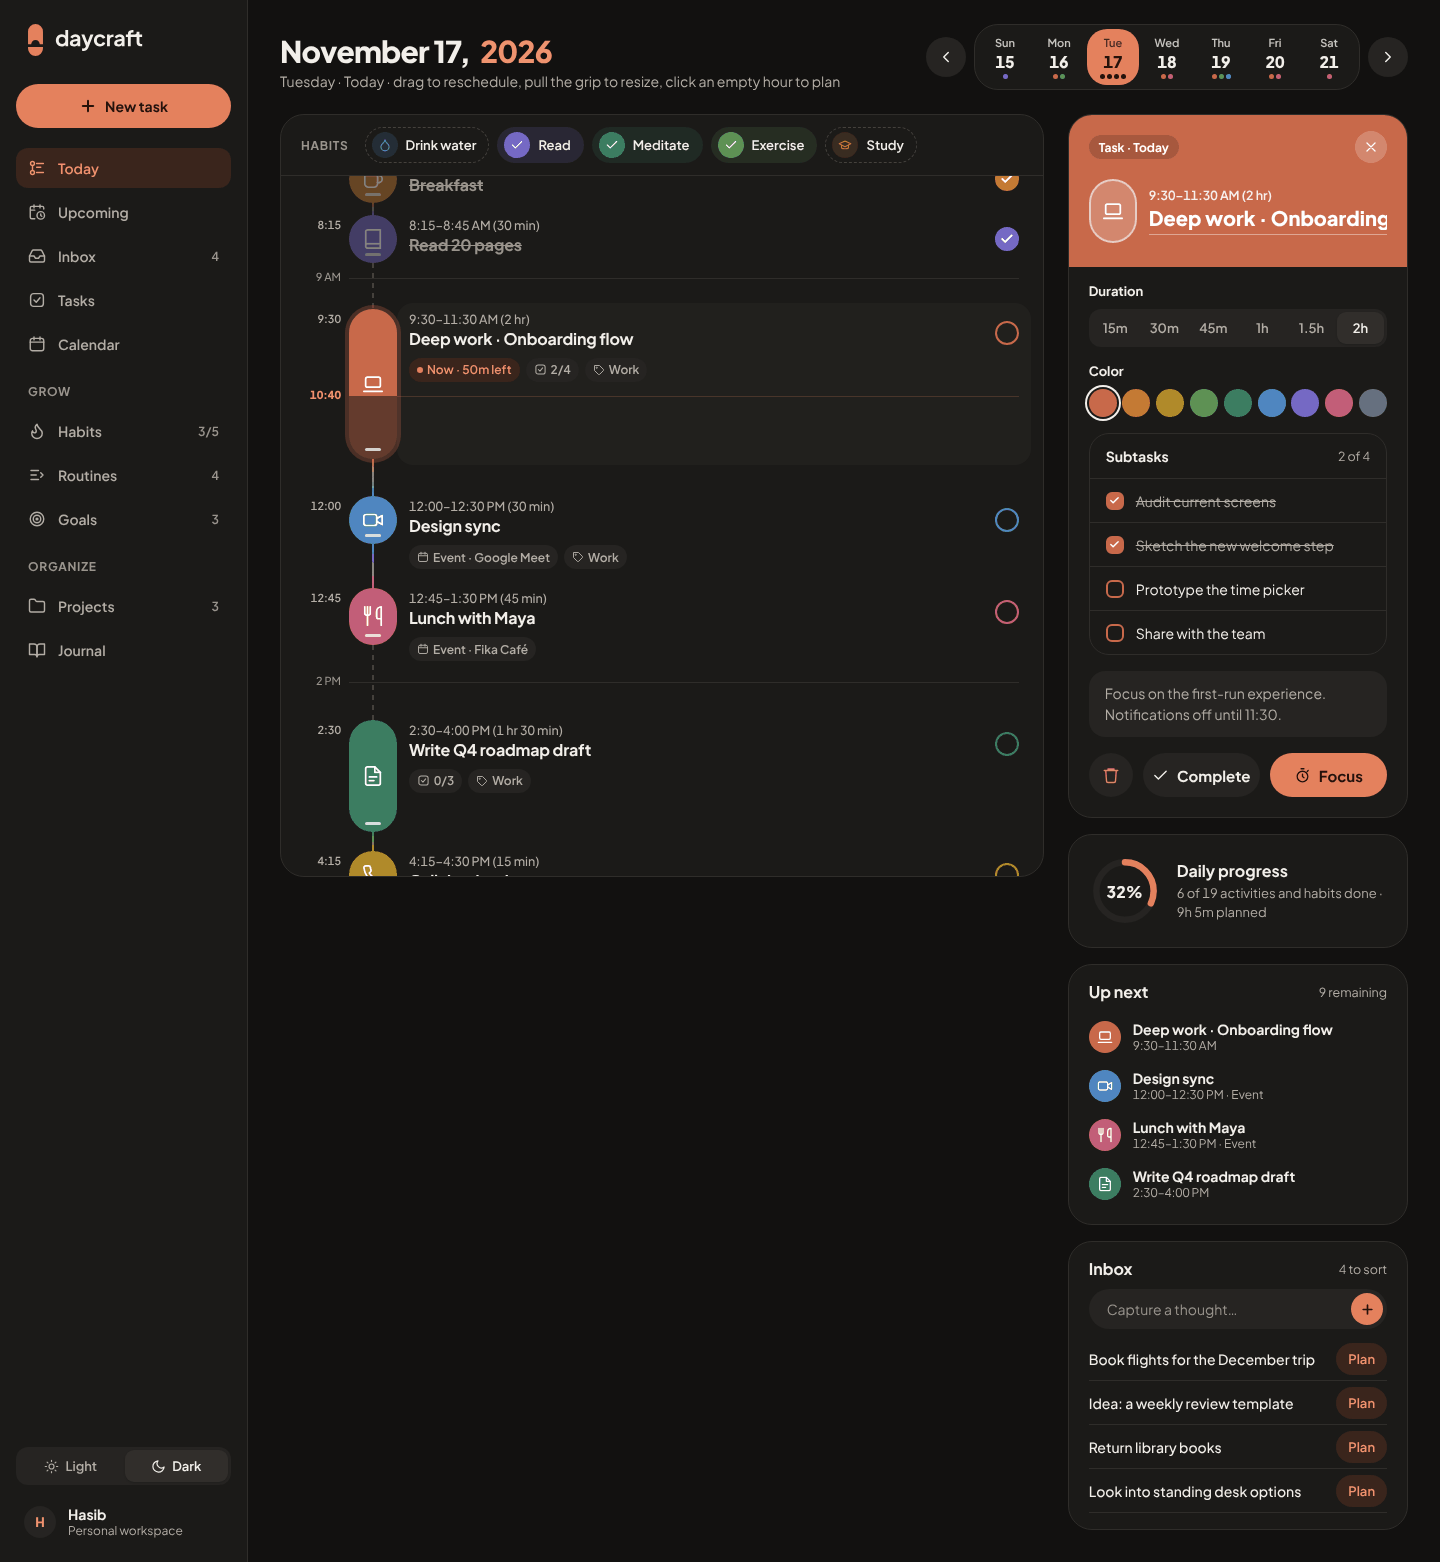 daycraft
New task
Today
Upcoming
Inbox 4
Tasks
Calendar
GROW
Habits 3/5
Routines 4
Goals 3
ORGANIZE
Projects 3
Journal
Light Dark
H
Hasib
Personal workspace
November 17, 2026
Tuesday · Today · drag to reschedule, pull the grip to resize, click an empty hour to plan
Sun Mon Tue Wed Thu Fri Sat
15 16 17 18 19 20 21
HABITS Drink water Read Meditate Exercise Study
Breakfast
8:15 8:15–8:45 AM (30 min)
Read 20 pages
9 AM
9:30 9:30–11:30 AM (2 hr)
Deep work · Onboarding flow
Now · 50m left 2/4 Work
10:40
12:00 12:00–12:30 PM (30 min)
Design sync
Event · Google Meet Work
12:45 12:45–1:30 PM (45 min)
Lunch with Maya
Event · Fika Café
2 PM
2:30 2:30–4:00 PM (1 hr 30 min)
Write Q4 roadmap draft
0/3 Work
4:15 4:15–4:30 PM (15 min)
Task · Today
9:30–11:30 AM (2 hr)
Deep work · Onboarding
Duration
15m 30m 45m 1h 1.5h 2h
Color
Subtasks 2 of 4
Audit current screens
Sketch the new welcome step
Prototype the time picker
Share with the team
Focus on the first-run experience.
Notifications off until 11:30.
Complete Focus
32%
Daily progress
6 of 19 activities and habits done ·
9h 5m planned
Up next 9 remaining
Deep work · Onboarding flow
9:30–11:30 AM
Design sync
12:00–12:30 PM · Event
Lunch with Maya
12:45–1:30 PM · Event
Write Q4 roadmap draft
2:30–4:00 PM
Inbox 4 to sort
Capture a thought…
Book flights for the December trip Plan
Idea: a weekly review template Plan
Return library books Plan
Look into standing desk options Plan